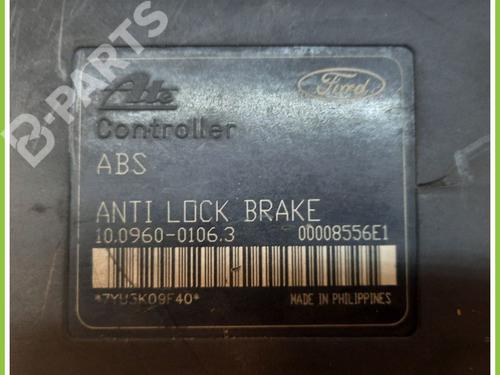 B-PARTS
Ate
Ford
Controller
ABS
ANTI LOCK BRAKE
10.0960-0106.3 00008556E1
*7YU3K09F40*
MADE IN PHILIPPINES